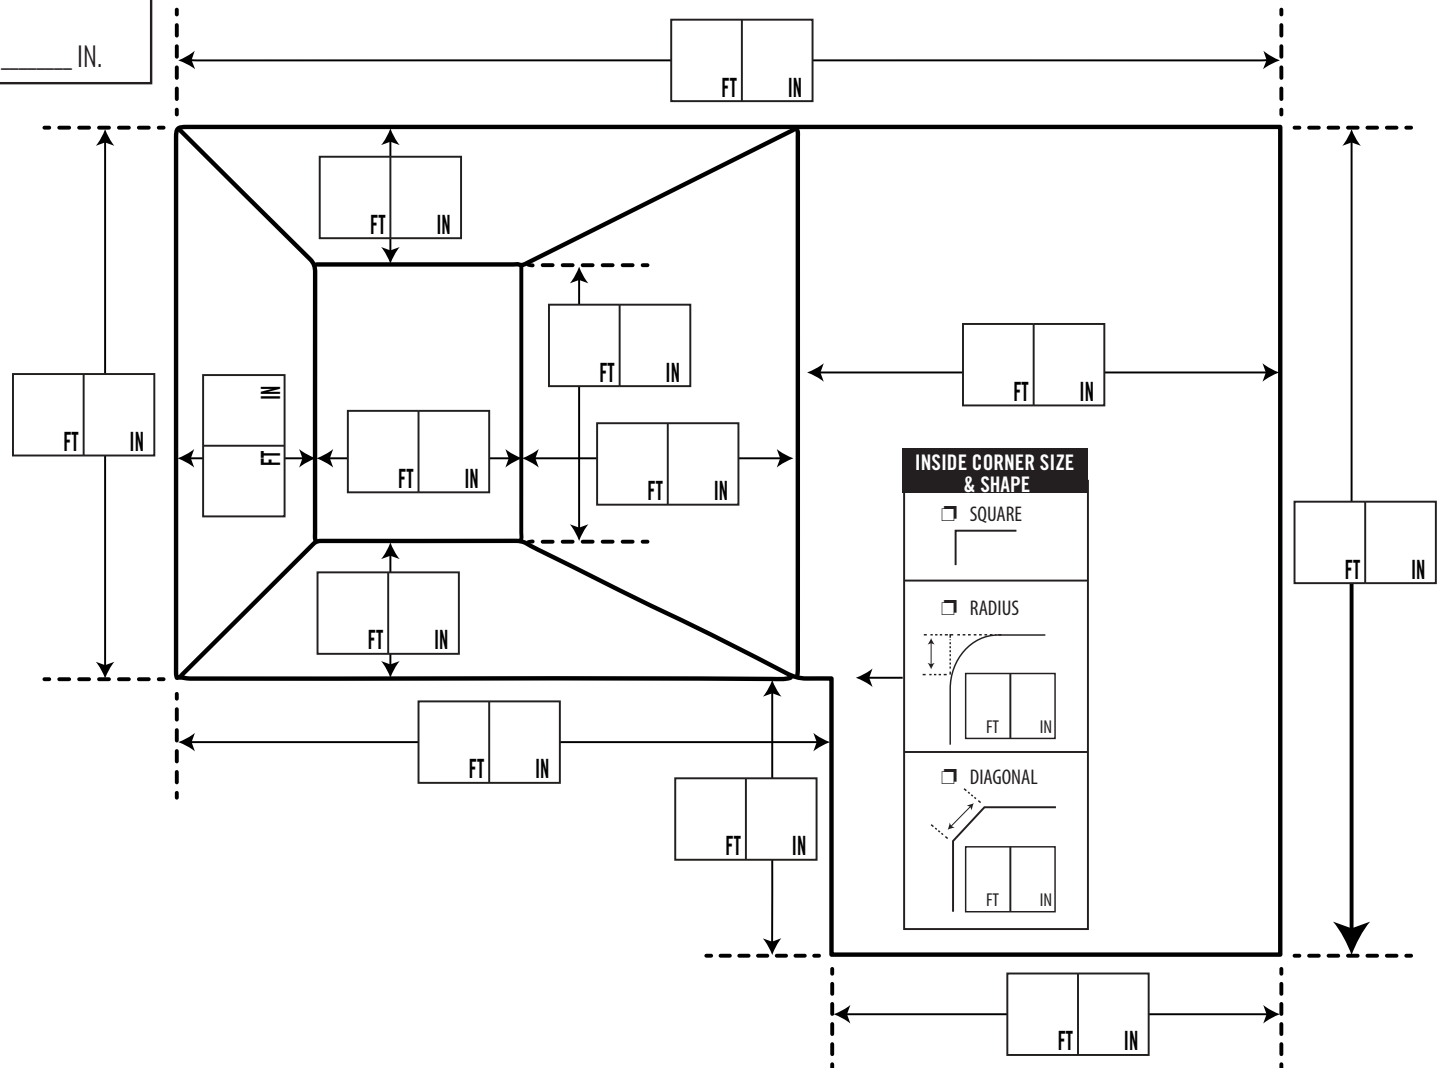 FT IN
_______ IN.
FT IN
FT IN
FT IN
FT IN
IN
FT
FT IN
FT IN
INSIDE CORNER SIZE
& SHAPE
SQUARE
FT IN
RADIUS
FT IN
FT IN
FT IN
DIAGONAL
FT IN
FT IN
FT IN